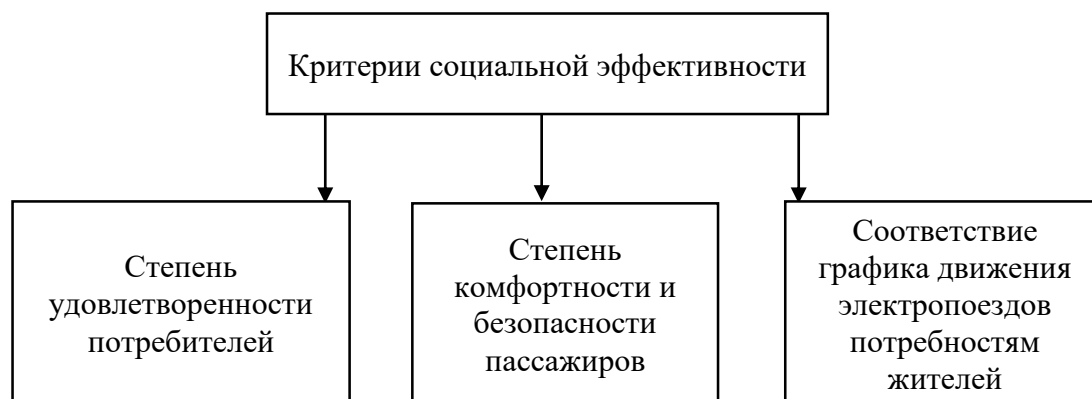 Критерии социальной эффективности
Степень
удовлетворенности
потребителей
Степень
комфортности и
безопасности
пассажиров
Соответствие
графика движения
электропоездов
потребностям
жителей